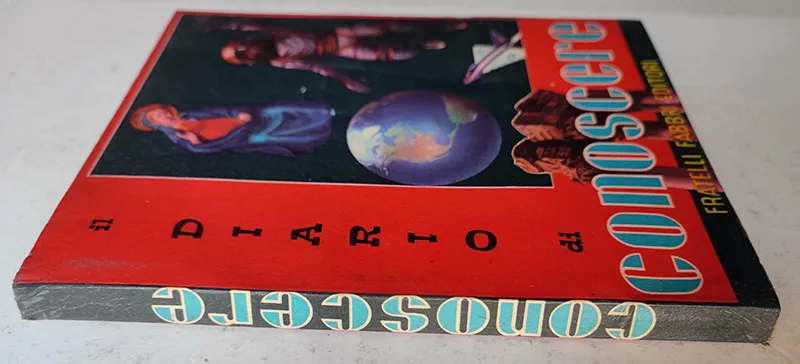 conoscere
FRATELLI FABBRI EDITORI
il DIARIO di
conoscere